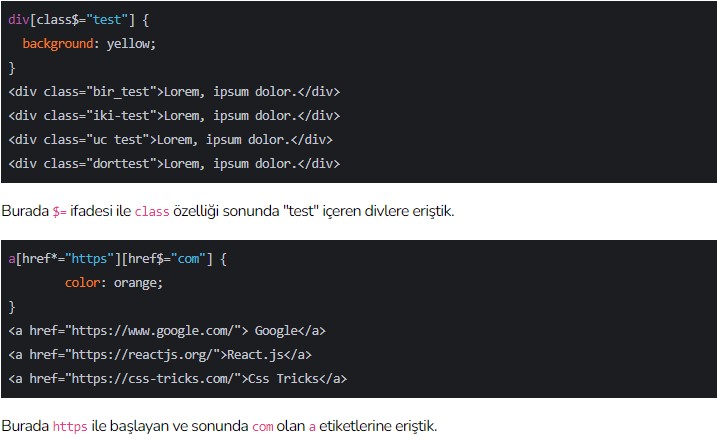 div[class$="test"] {
  background: yellow;
}
<div class="bir_test">Lorem, ipsum dolor.</div>
<div class="iki-test">Lorem, ipsum dolor.</div>
<div class="uc test">Lorem, ipsum dolor.</div>
<div class="dorttest">Lorem, ipsum dolor.</div>
Burada $= ifadesi ile class özelliği sonunda "test" içeren divlere eriştik.
a[href*="https"][href$="com"] {
        color: orange;
}
<a href="https://www.google.com/"> Google</a>
<a href="https://reactjs.org/">React.js</a>
<a href="https://css-tricks.com/">Css Tricks</a>
Burada https ile başlayan ve sonunda com olan a etiketlerine eriştik.